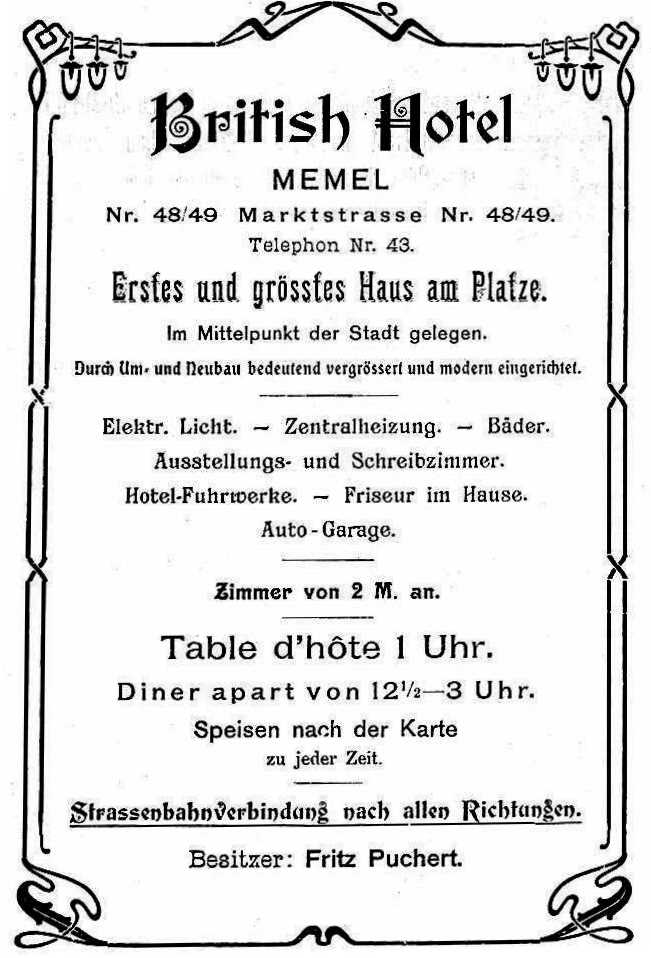 British Hotel
MEMEL
Nr. 48/49 Marktstrasse Nr. 48/49.
Telephon Nr. 43.
Erstes und grösstes Haus am Platze.
Im Mittelpunkt der Stadt gelegen.
Durch Um- und Neubau bedeutend vergrössert und modern eingerichtet.
Elektr. Licht. — Zentralheizung. — Bäder.
Ausstellungs- und Schreibzimmer.
Hotel-Fuhrwerke. — Friseur im Hause.
Auto-Garage.
Zimmer von 2 M. an.
Table d'hôte 1 Uhr.
Diner apart von 12½—3 Uhr.
Speisen nach der Karte
zu jeder Zeit.
Strassenbahnverbindung nach allen Richtungen.
Besitzer: Fritz Puchert.